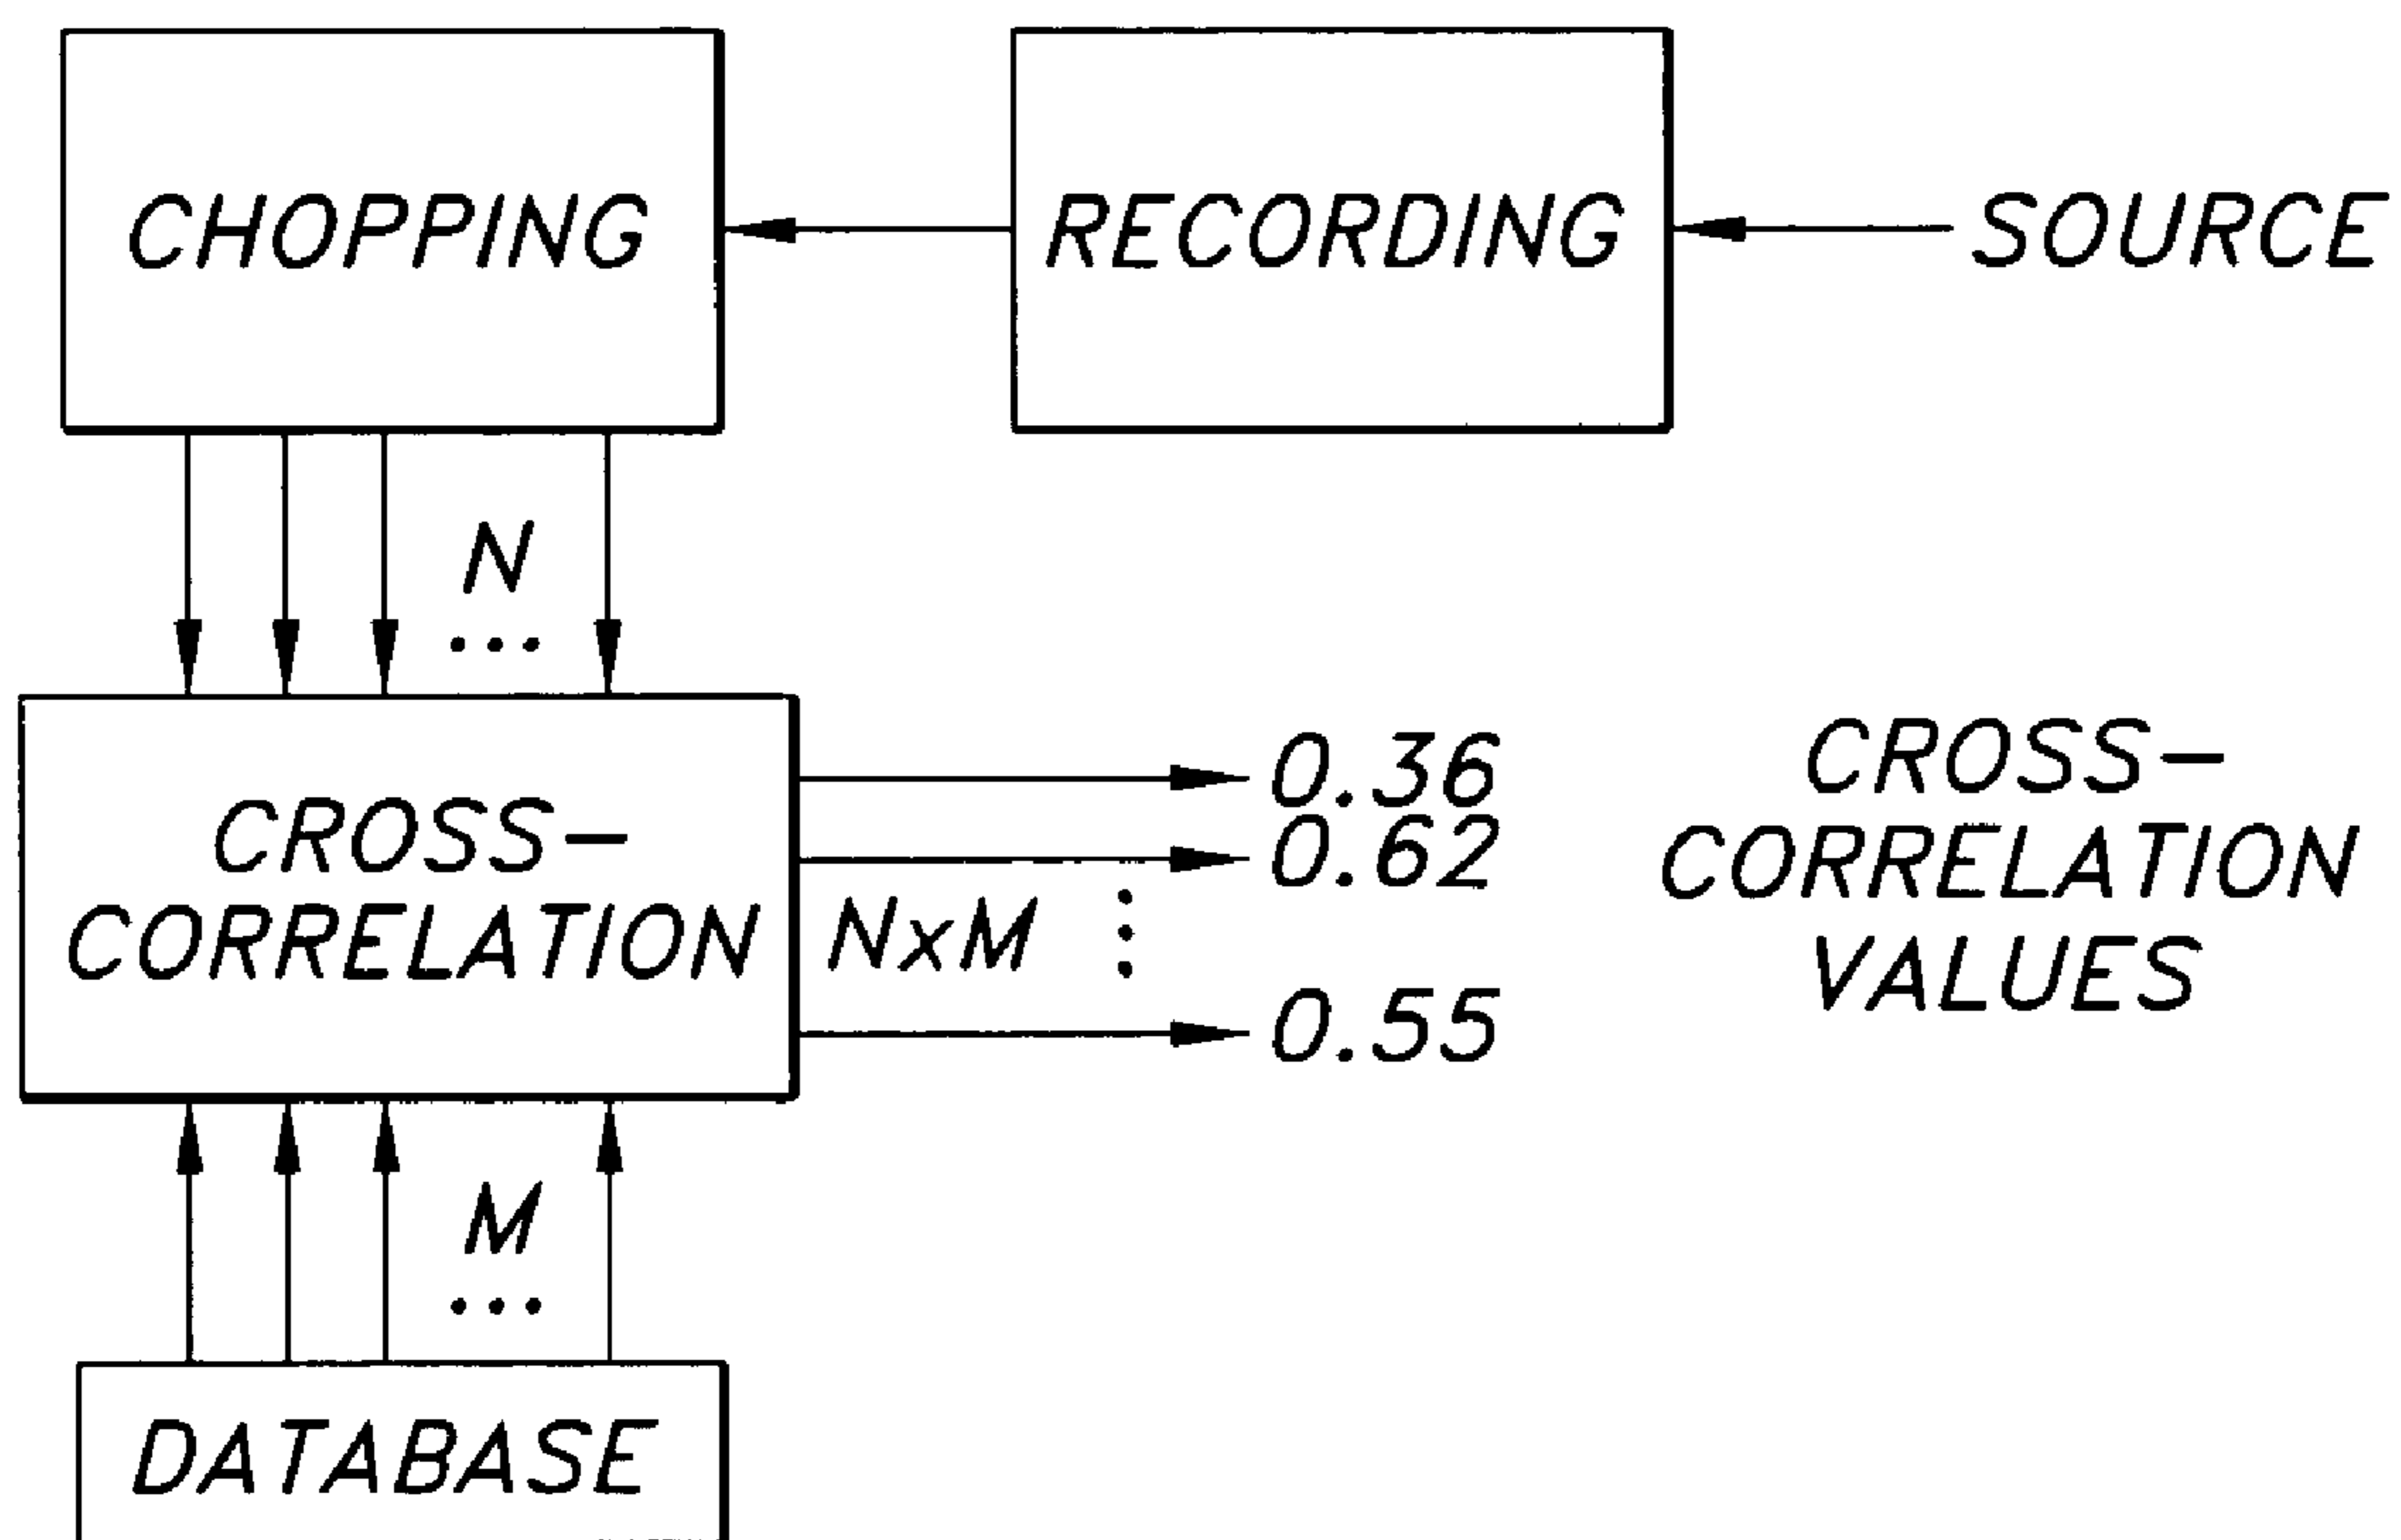 CHOPPING
RECORDING
SOURCE
N
...
CROSS-
CORRELATION
NxM
0.36
0.62
0.55
CROSS-
CORRELATION
VALUES
M
...
DATABASE